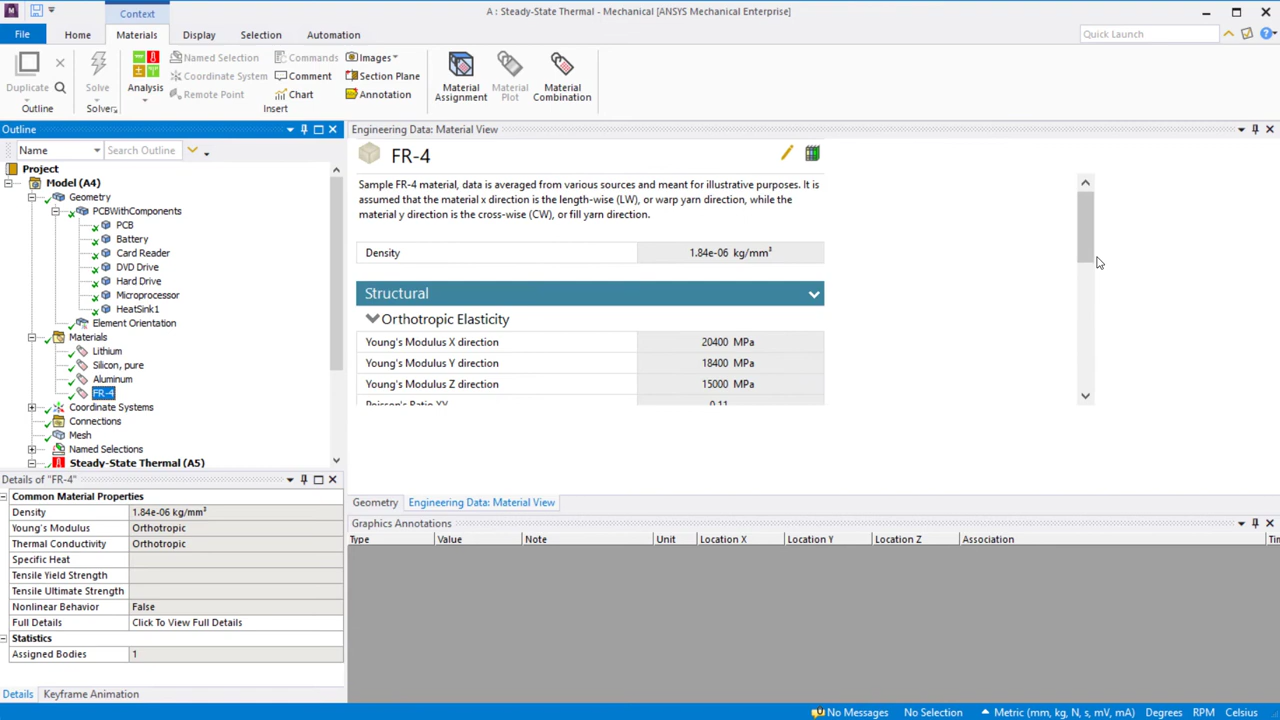 Context
A : Steady-State Thermal - Mechanical [ANSYS Mechanical Enterprise]
File
Home
Materials
Display
Selection
Automation
Quick Launch
Duplicate
Outline
Solve
Solvers
Analysis
Named Selection
Coordinate System
Remote Point
Commands
Comment
Chart
Images
Section Plane
Annotation
Insert
Material Assignment
Material Plot
Material Combination
Outline
Name
Search Outline
Project
Model (A4)
Geometry
PCBWithComponents
PCB
Battery
Card Reader
DVD Drive
Hard Drive
Microprocessor
HeatSink1
Element Orientation
Materials
Lithium
Silicon, pure
Aluminum
FR-4
Coordinate Systems
Connections
Mesh
Named Selections
Steady-State Thermal (A5)
Details of "FR-4"
Common Material Properties
Density 1.84e-06 kg/mm³
Young's Modulus Orthotropic
Thermal Conductivity Orthotropic
Specific Heat
Tensile Yield Strength
Tensile Ultimate Strength
Nonlinear Behavior False
Full Details Click To View Full Details
Statistics
Assigned Bodies 1
Details
Keyframe Animation
Engineering Data: Material View
FR-4
Sample FR-4 material, data is averaged from various sources and meant for illustrative purposes. It is
assumed that the material x direction is the length-wise (LW), or warp yarn direction, while the
material y direction is the cross-wise (CW), or fill yarn direction.
Density 1.84e-06 kg/mm³
Structural
Orthotropic Elasticity
Young's Modulus X direction 20400 MPa
Young's Modulus Y direction 18400 MPa
Young's Modulus Z direction 15000 MPa
Poisson's Ratio XY 0.11
Geometry
Engineering Data: Material View
Graphics Annotations
Type Value Note Unit Location X Location Y Location Z Association Tin
No Messages
No Selection
Metric (mm, kg, N, s, mV, mA)
Degrees
RPM
Celsius